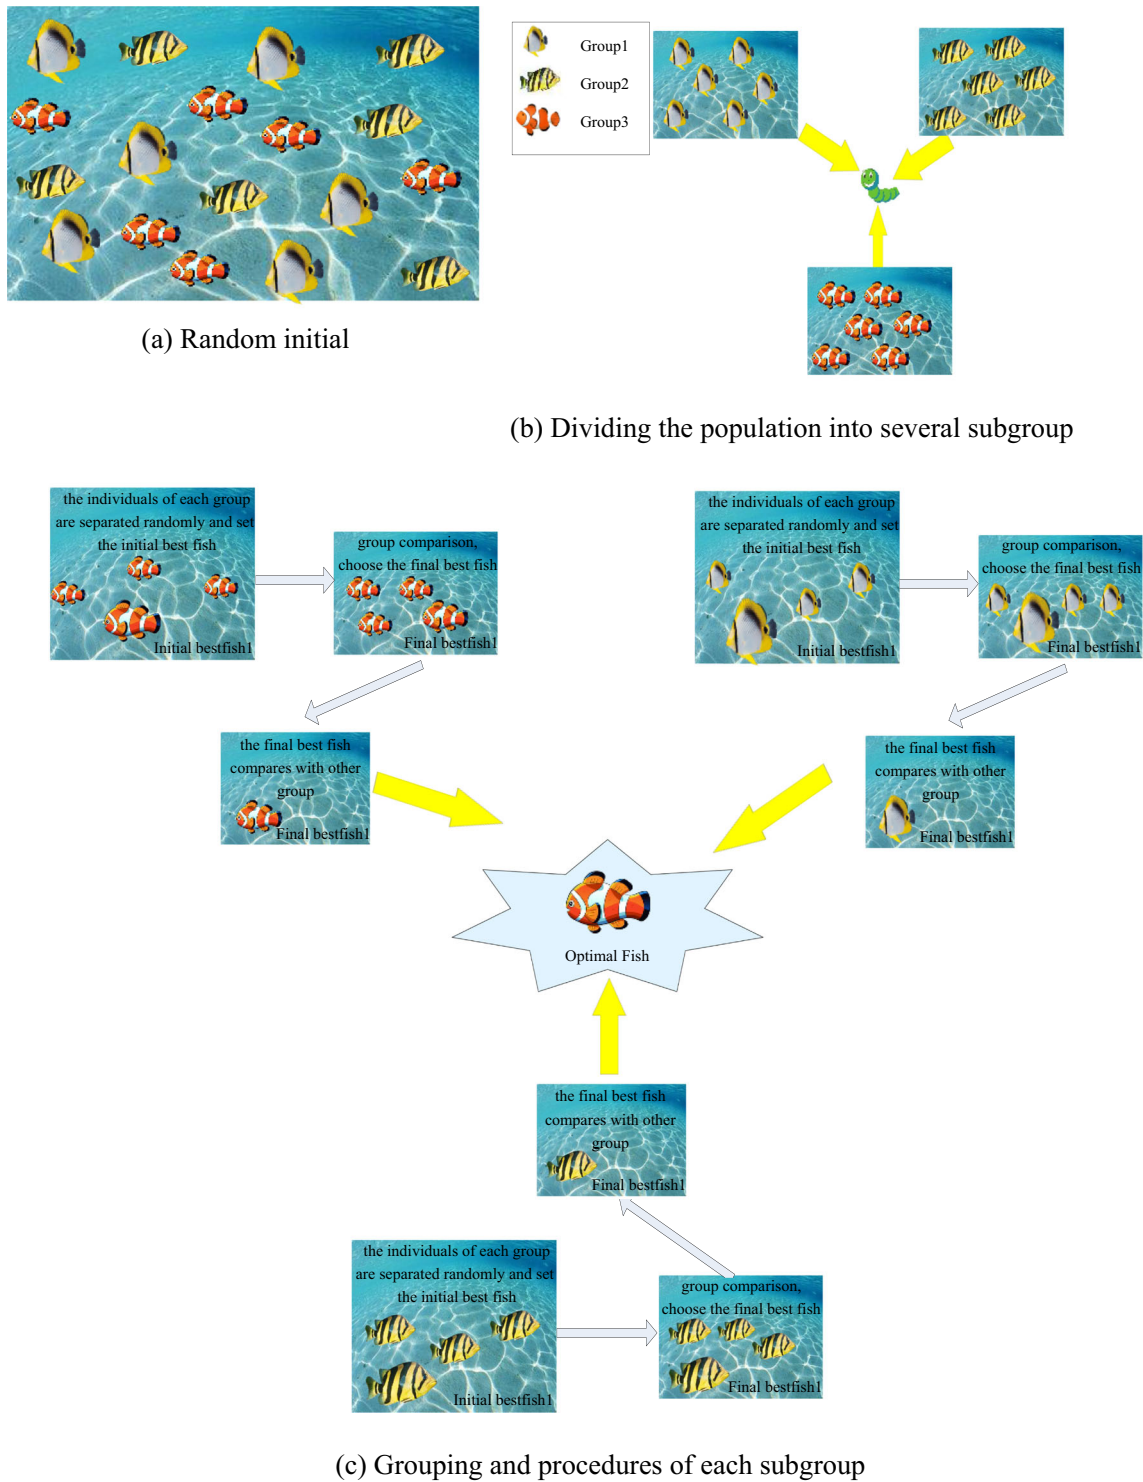 Group1
Group2
Group3
(a) Random initial
(b) Dividing the population into several subgroup
the individuals of each group
are separated randomly and set
the initial best fish
Initial bestfish1
group comparison,
choose the final best fish
Final bestfish1
the final best fish
compares with other
group
Final bestfish1
the individuals of each group
are separated randomly and set
the initial best fish
Initial bestfish1
group comparison,
choose the final best fish
Final bestfish1
the final best fish
compares with other
group
Final bestfish1
Optimal Fish
the final best fish
compares with other
group
Final bestfish1
the individuals of each group
are separated randomly and set
the initial best fish
Initial bestfish1
group comparison,
choose the final best fish
Final bestfish1
(c) Grouping and procedures of each subgroup